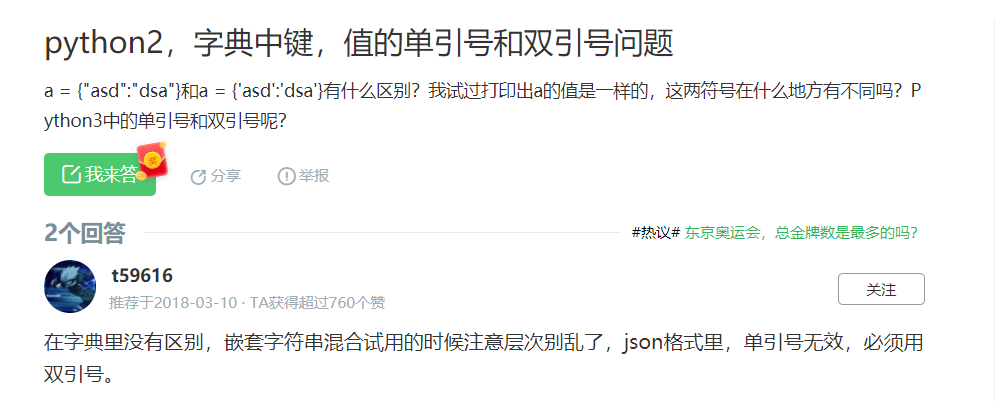 python2，字典中键，值的单引号和双引号问题
a = {"asd":"dsa"}和a = {'asd':'dsa'}有什么区别？我试过打印出a的值是一样的，这两符号在什么地方有不同吗？P
ython3中的单引号和双引号呢？
我来答
奖
分享
举报
2个回答
#热议# 东京奥运会，总金牌数是最多的吗？
t59616
推荐于2018-03-10 · TA获得超过760个赞
关注
在字典里没有区别，嵌套字符串混合试用的时候注意层次别乱了，json格式里，单引号无效，必须用
双引号。